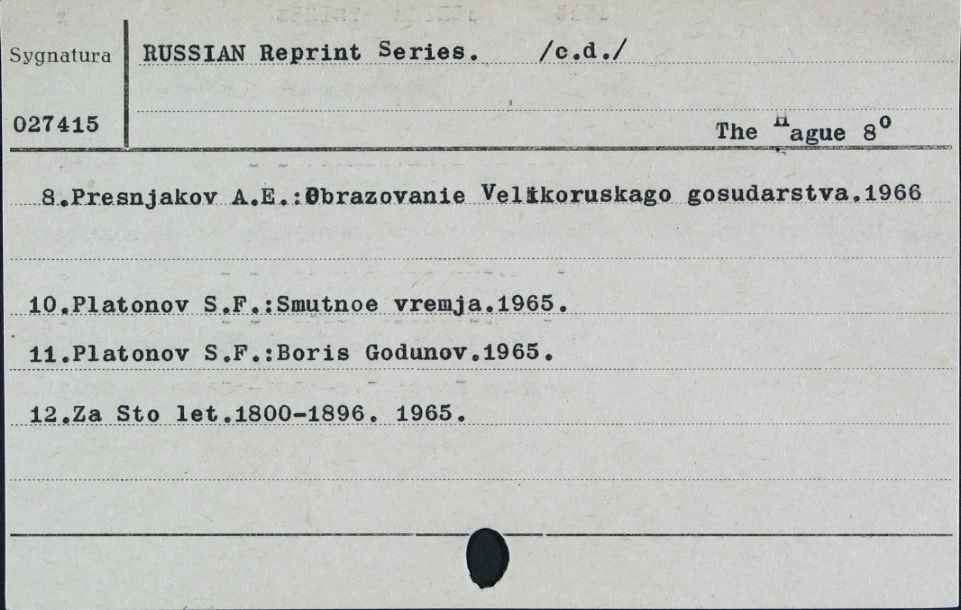 Sygnatura
RUSSIAN Reprint Series. /c.d./
027415
The Hague 8º
8.Presnjakov A.E.:Obrazovanie Velikoruskago gosudarstva.1966
10.Platonov S.F.:Smutnoe vremja.1965.
11.Platonov S.F.:Boris Godunov.1965.
12.Za Sto let.1800-1896. 1965.